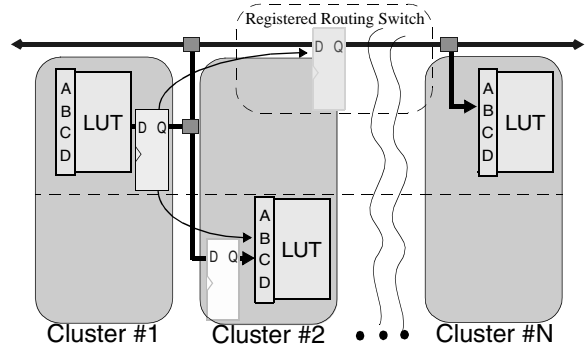 Registered Routing Switch
D Q
A
B
C
D
LUT
D Q
A
B
C
D
LUT
A
B
C
D
LUT
D Q
Cluster #1
Cluster #2
Cluster #N